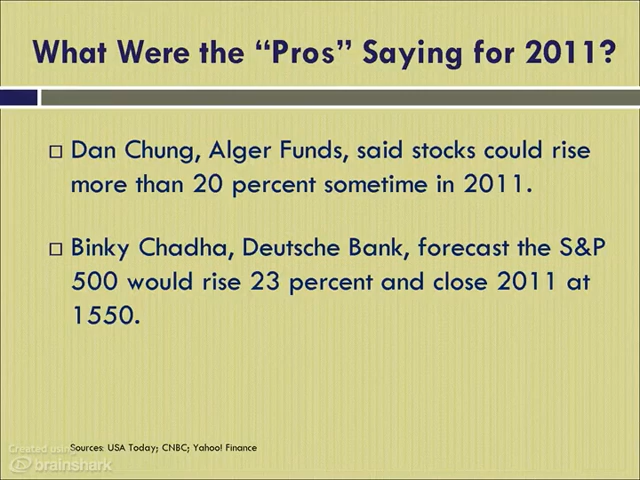 What Were the “Pros” Saying for 2011?
Dan Chung, Alger Funds, said stocks could rise
more than 20 percent sometime in 2011.
Binky Chadha, Deutsche Bank, forecast the S&P
500 would rise 23 percent and close 2011 at
1550.
Sources: USA Today; CNBC; Yahoo! Finance
Created using
brainshark